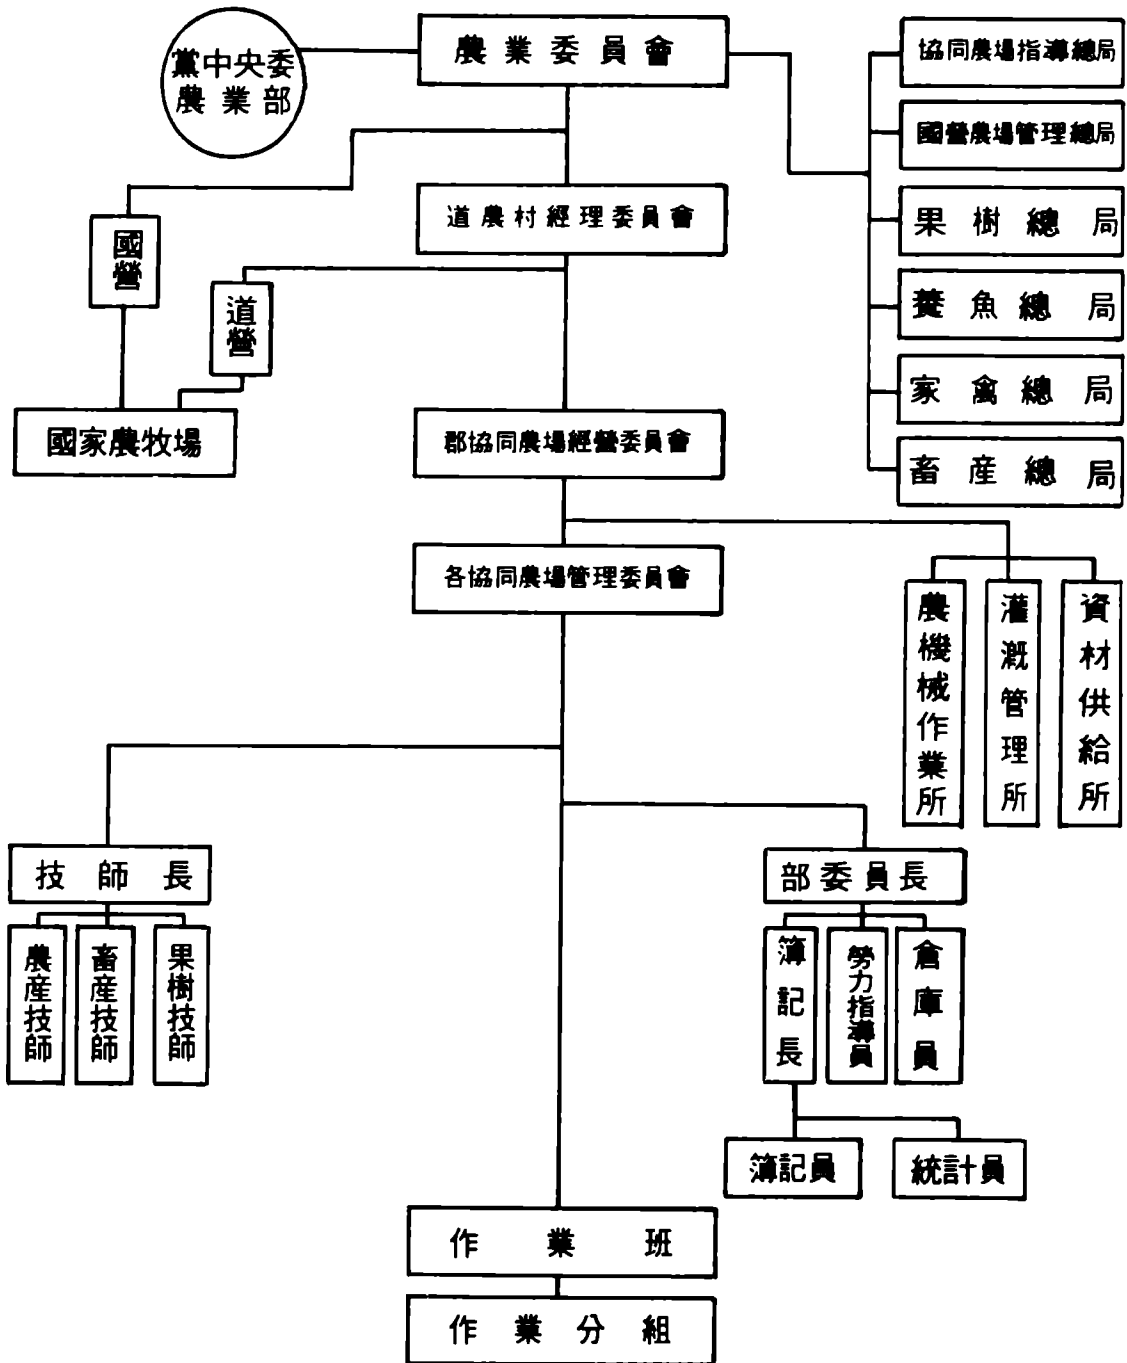 黨中央委
農業部
農業委員會
協同農場指導總局
國營農場管理總局
果樹總局
養魚總局
家禽總局
畜産總局
道農村經理委員會
國營
道營
國家農牧場
郡協同農場經營委員會
各協同農場管理委員會
農機械作業所
灌漑管理所
資材供給所
技師長
農産技師
畜産技師
果樹技師
部委員長
簿記長
勞力指導員
倉庫員
簿記員
統計員
作業班
作業分組